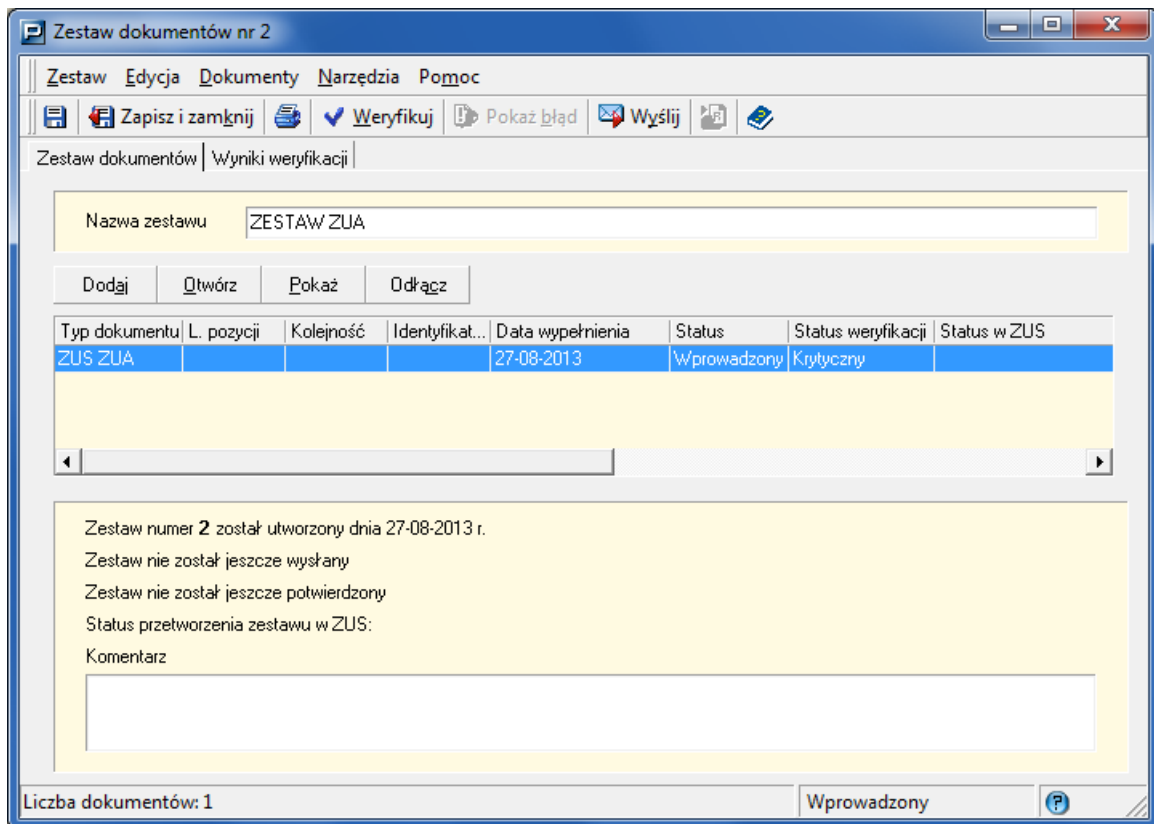 Zestaw dokumentów nr 2
Zestaw Edycja Dokumenty Narzędzia Pomoc
Zapisz i zamknij Weryfikuj Pokaż błąd Wyślij
Zestaw dokumentów Wyniki weryfikacji
Nazwa zestawu ZESTAW ZUA
Dodaj Otwórz Pokaż Odłącz
Typ dokumentu L. pozycji Kolejność Identyfikat... Data wypełnienia Status Status weryfikacji Status w ZUS
ZUS ZUA 27-08-2013 Wprowadzony Krytyczny
Zestaw numer 2 został utworzony dnia 27-08-2013 r.
Zestaw nie został jeszcze wysłany
Zestaw nie został jeszcze potwierdzony
Status przetworzenia zestawu w ZUS:
Komentarz
Liczba dokumentów: 1 Wprowadzony